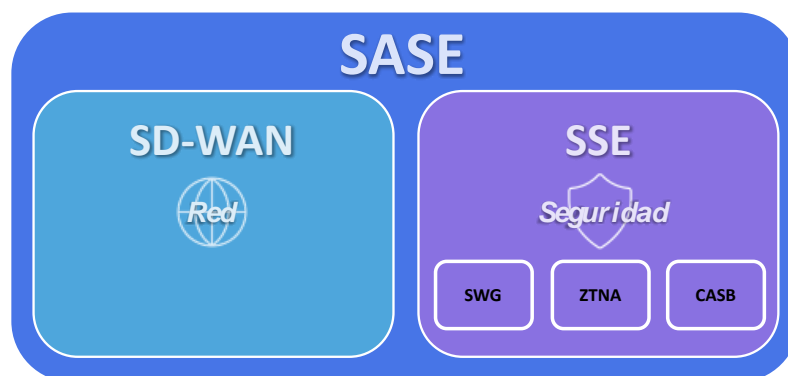 SASE
SD-WAN
Red
SSE
Seguridad
SWG
ZTNA
CASB